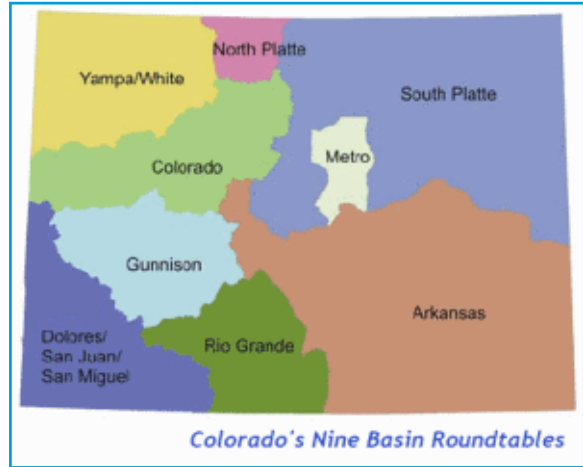 North Platte
Yampa/White
South Platte
Metro
Colorado
Gunnison
Arkansas
Dolores/
San Juan/
San Miguel
Rio Grande
Colorado's Nine Basin Roundtables